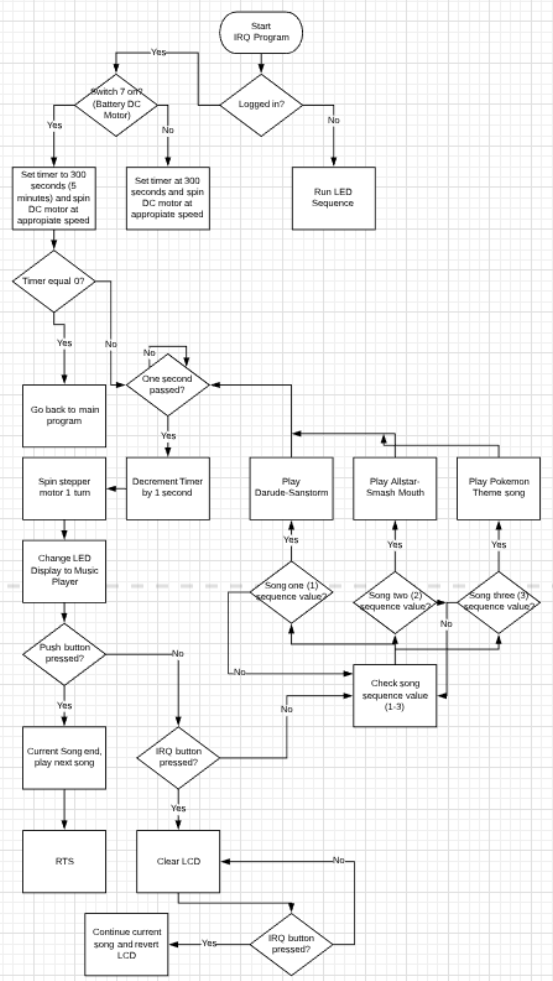 Start
IRQ Program
Yes
Switch 7 on?
(Battery DC
Motor)
Logged in?
Yes
No
No
Set timer to 300
seconds (5
minutes) and spin
DC motor at
appropiate speed
Set timer at 300
seconds and spin
DC motor at
appropiate speed
Run LED
Sequence
Timer equal 0?
Yes
No
No
One second
passed?
Go back to main
program
Yes
Spin stepper
motor 1 turn
Decrement Timer
by 1 second
Play
Darude-Sanstorm
Play Allstar-
Smash Mouth
Play Pokemon
Theme song
Yes
Yes
Yes
Change LED
Display to Music
Player
Song one (1)
sequence value?
Song two (2)
sequence value?
Song three (3)
sequence value?
No
Push button
pressed?
No
No
Check song
sequence value
(1-3)
Yes
No
Current Song end,
play next song
IRQ button
pressed?
Yes
RTS
Clear LCD
No
Continue current
song and revert
LCD
Yes
IRQ button
pressed?